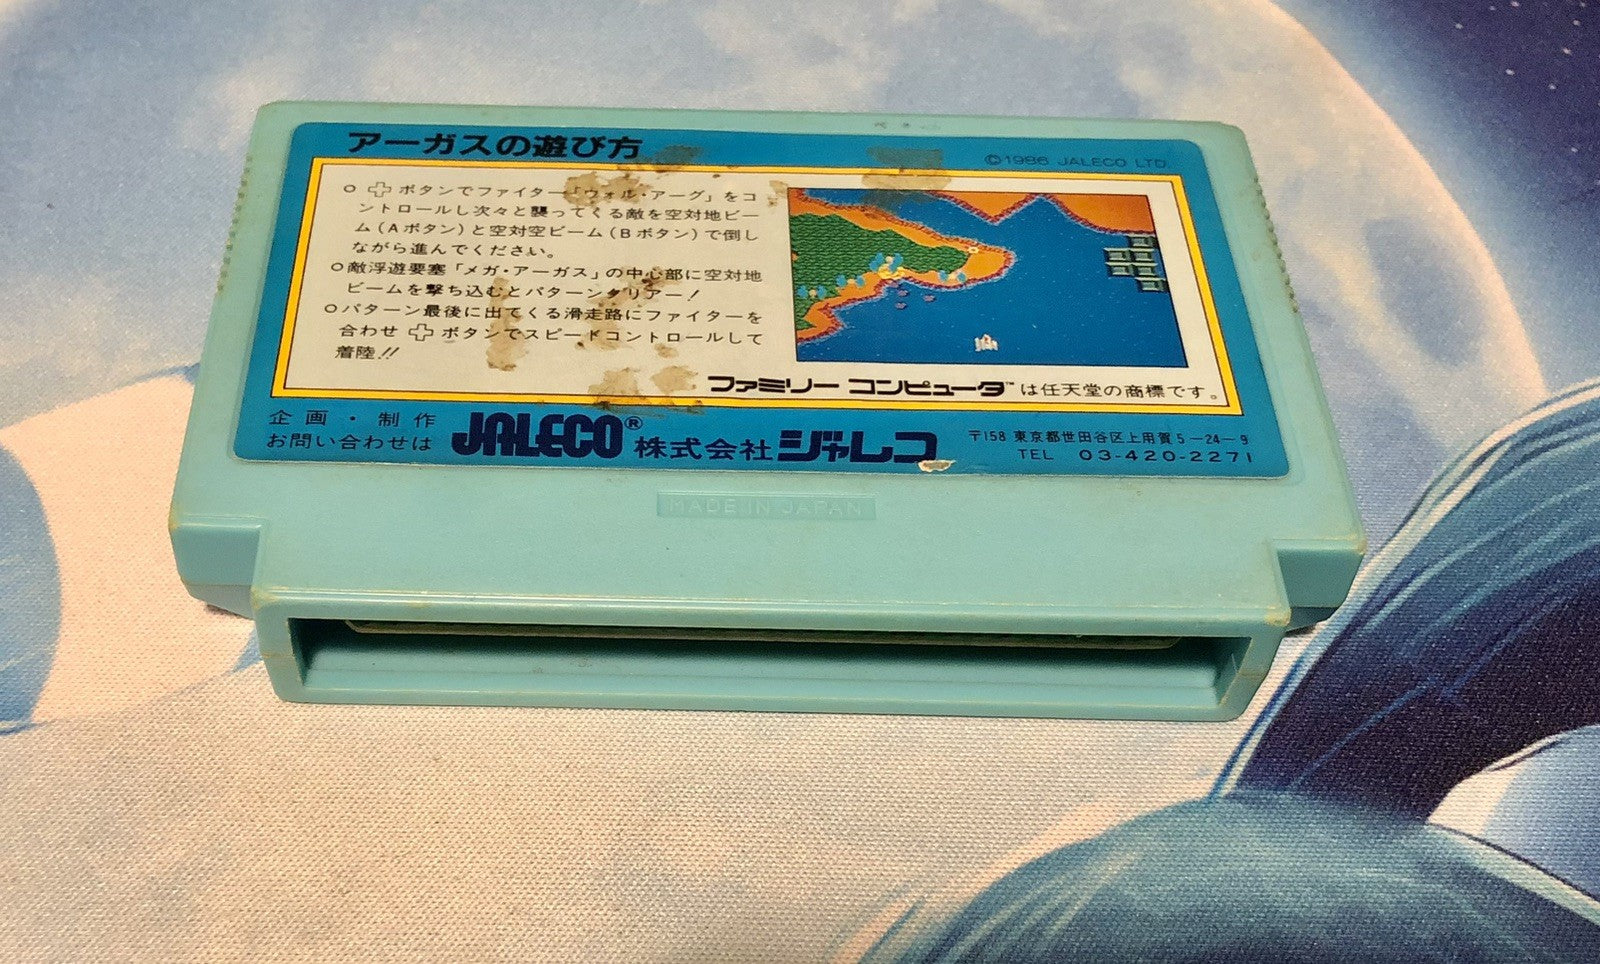 アーガスの遊び方
©1986 JALECO LTD.
○ ✚ ボタンでファイター「ウォル・アーグ」をコ
ントロールし次々と襲ってくる敵を空対地ビー
ム(Aボタン)と空対空ビーム(Bボタン)で倒し
ながら進んでください。
○敵浮遊要塞「メガ・アーガス」の中心部に空対地
ビームを撃ち込むとパターンクリアー!
○パターン最後に出てくる滑走路にファイターを
合わせ ✚ ボタンでスピードコントロールして
着陸!!
ファミリー コンピュータ™は任天堂の商標です。
企画・制作
お問い合わせは
JALECO® 株式会社ジャレコ
〒158 東京都世田谷区上用賀5-24-9
TEL 03-420-2271
MADE IN JAPAN